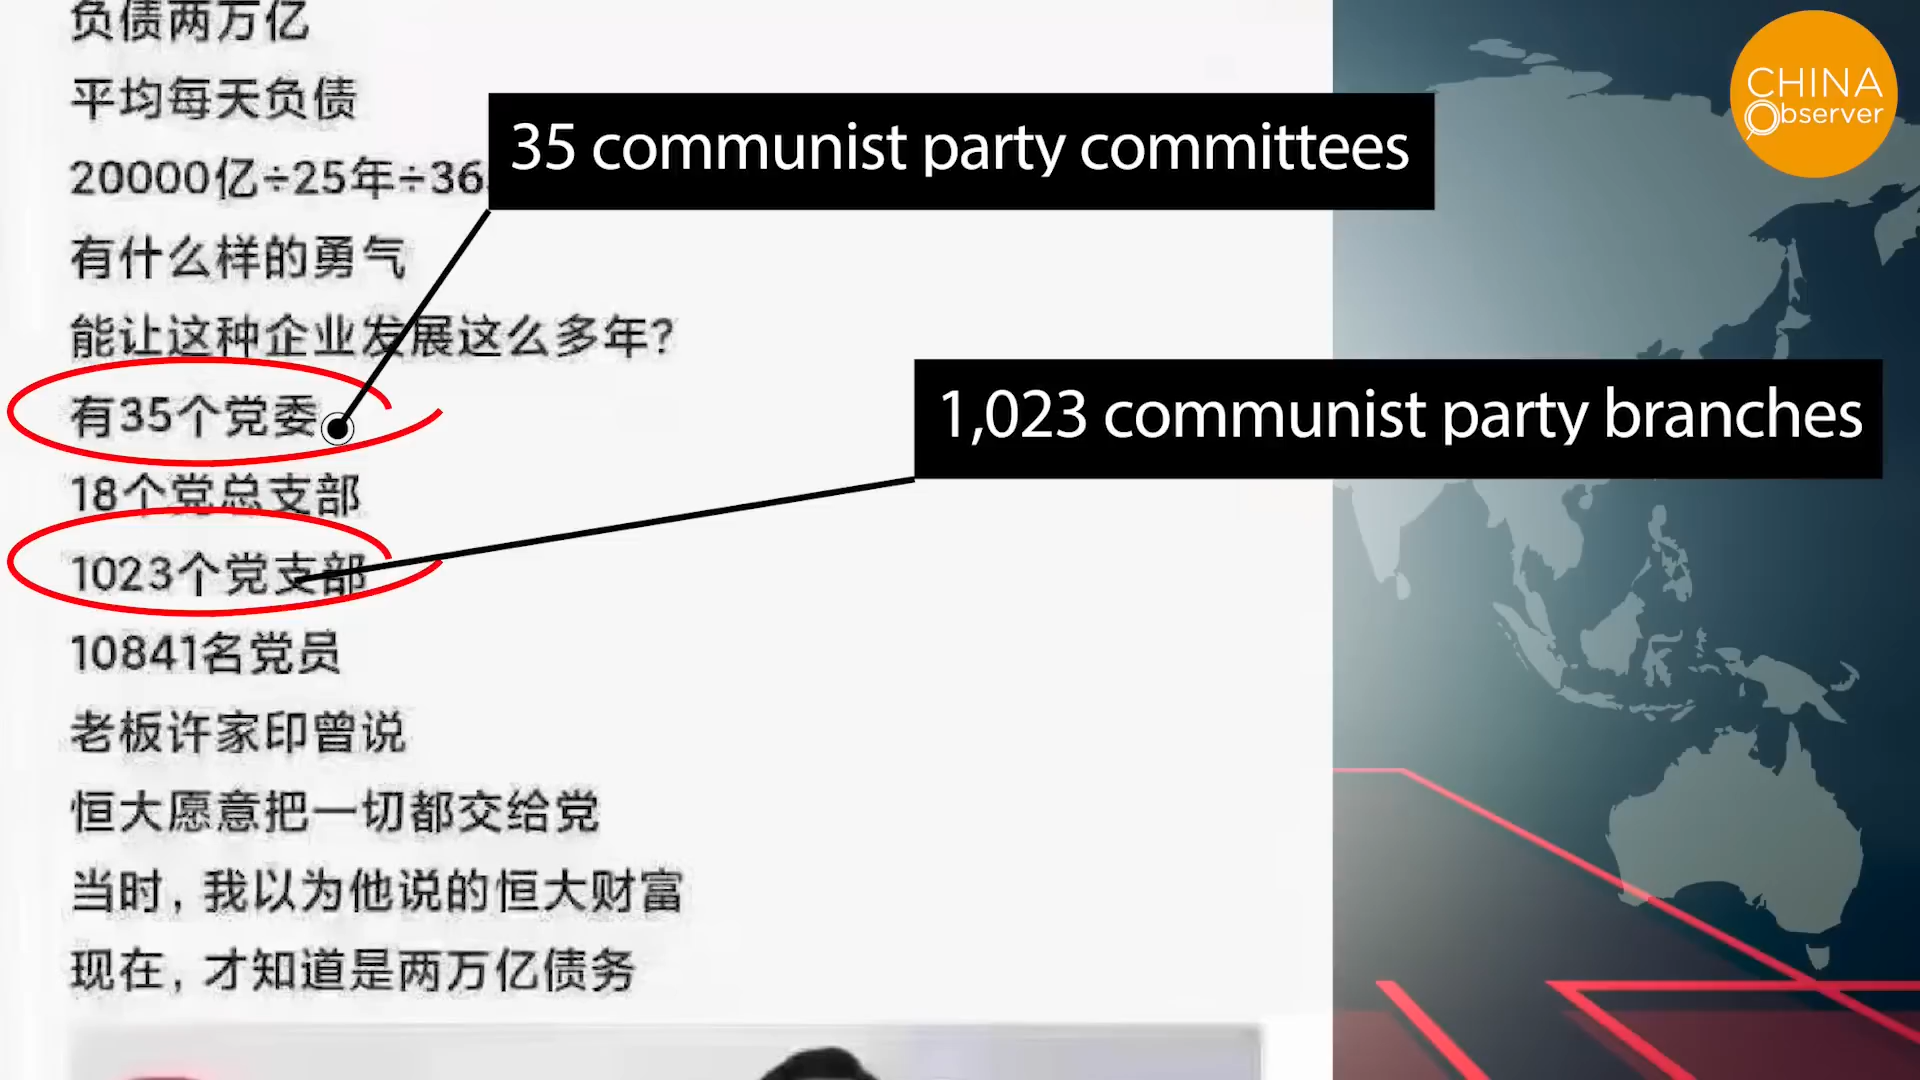 负债两万亿
平均每天负债
20000亿÷25年÷36
有什么样的勇气
能让这种企业发展这么多年?
有35个党委
18个党总支部
1023个党支部
10841名党员
老板许家印曾说
恒大愿意把一切都交给党
当时,我以为他说的恒大财富
现在,才知道是两万亿债务
35 communist party committees
1,023 communist party branches
CHINA
Observer